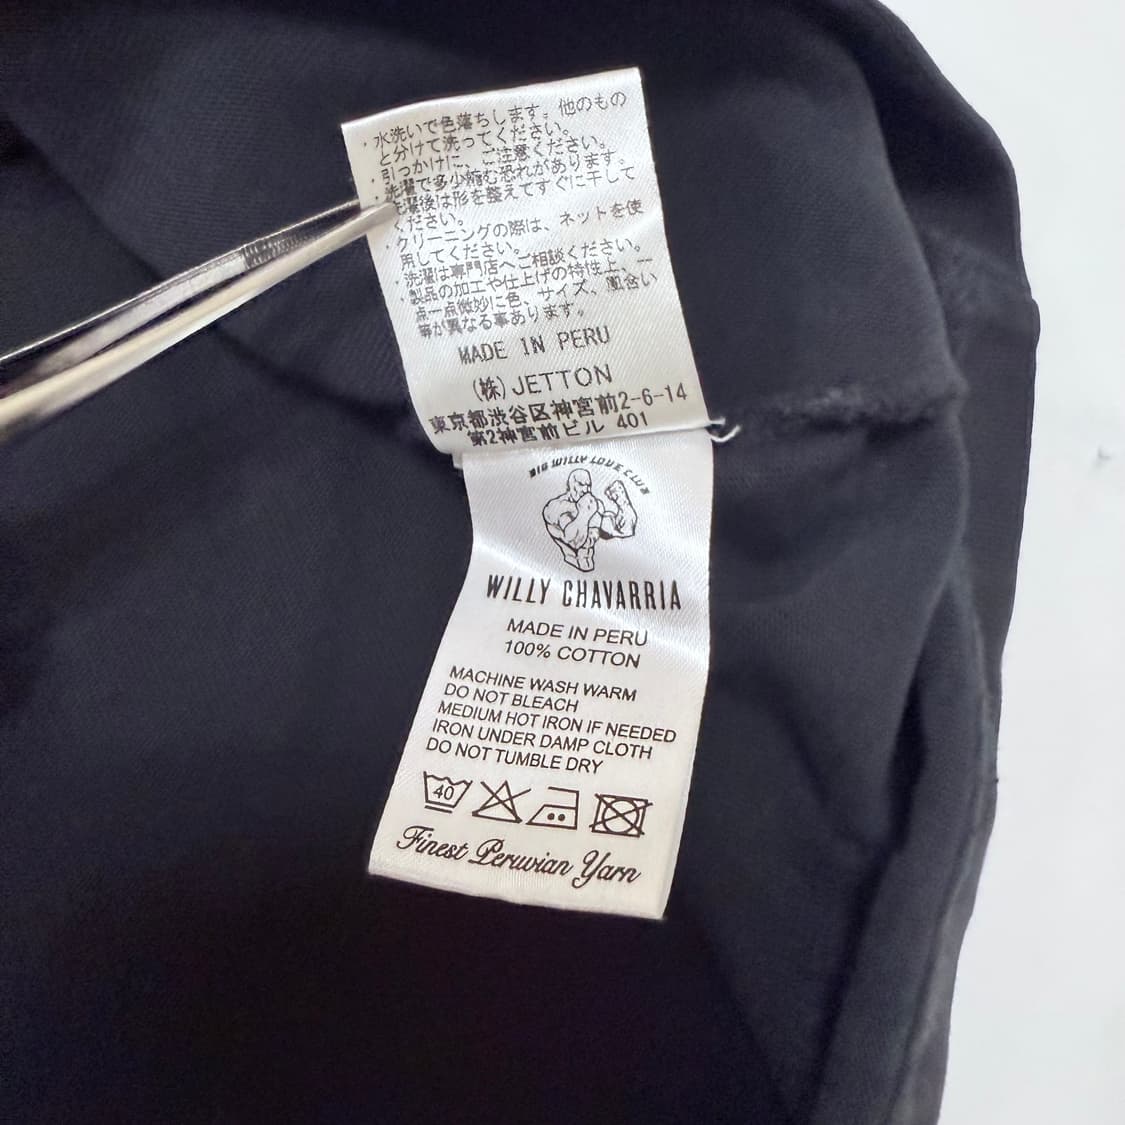 ・水洗いで色落ちします。他のもの
と分けて洗ってください。
・引っかけに、ご注意ください。
・洗濯で多少縮む恐れがあります。
洗濯後は形を整えてすぐに干して
ください。
・クリーニングの際は、ネットを使
用してください。
洗濯は専門店へご相談ください。
・製品の加工や仕上げの特性上、一
点一点微妙に色、サイズ、風合い
等が異なる事あります。
MADE IN PERU
(株)JETTON
東京都渋谷区神宮前2-6-14
第2神宮前ビル 401
BIG WILLY LOVE CLUB
WILLY CHAVARRIA
MADE IN PERU
100% COTTON
MACHINE WASH WARM
DO NOT BLEACH
MEDIUM HOT IRON IF NEEDED
IRON UNDER DAMP CLOTH
DO NOT TUMBLE DRY
40
Finest Peruvian Yarn